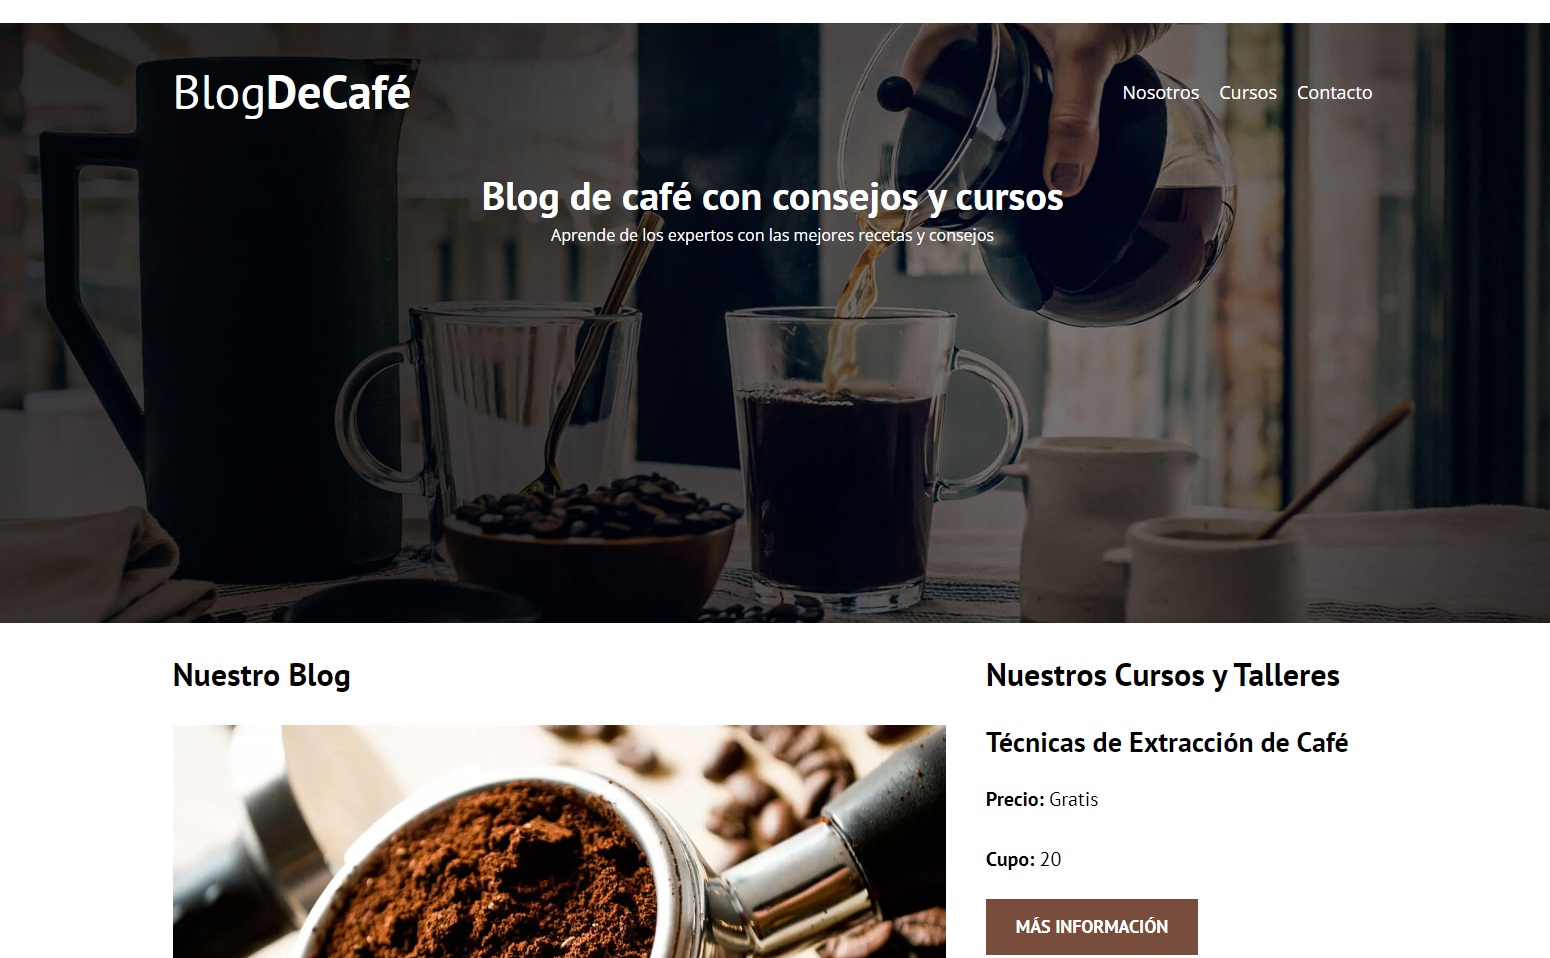 BlogDeCafé
Nosotros Cursos Contacto
Blog de café con consejos y cursos
Aprende de los expertos con las mejores recetas y consejos
Nuestro Blog
Nuestros Cursos y Talleres
Técnicas de Extracción de Café
Precio: Gratis
Cupo: 20
MÁS INFORMACIÓN